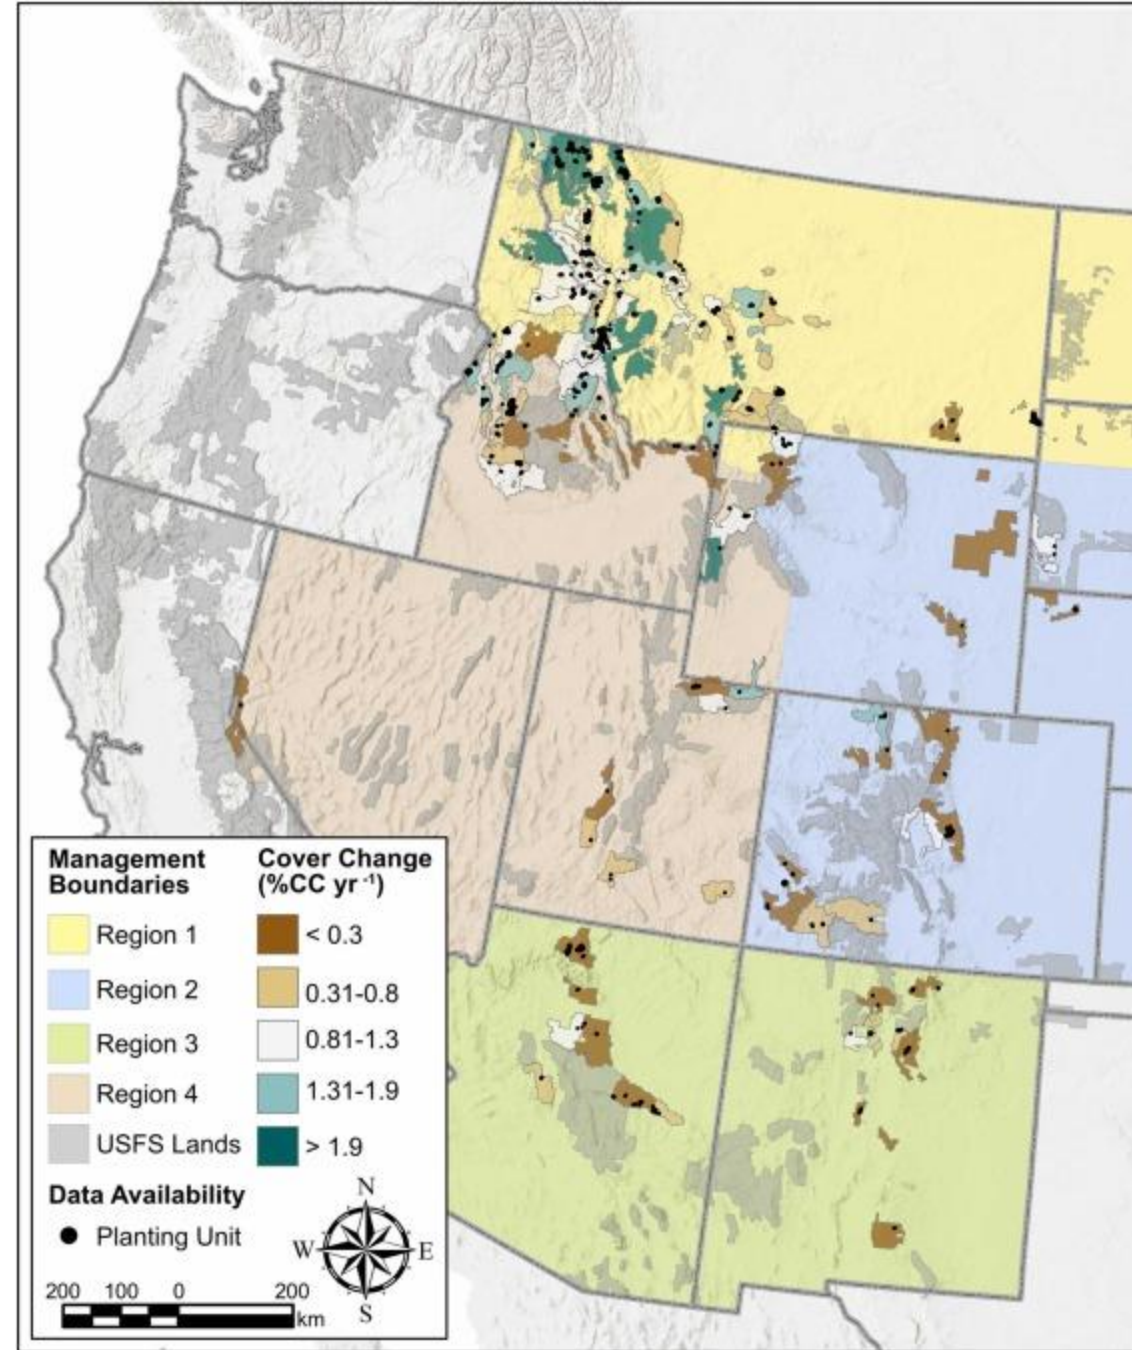 Management
Boundaries
Region 1
Region 2
Region 3
Region 4
USFS Lands
Data Availability
Planting Unit
Cover Change
(%CC yr -1)
< 0.3
0.31-0.8
0.81-1.3
1.31-1.9
> 1.9
N
W E
S
200 100 0 200
km